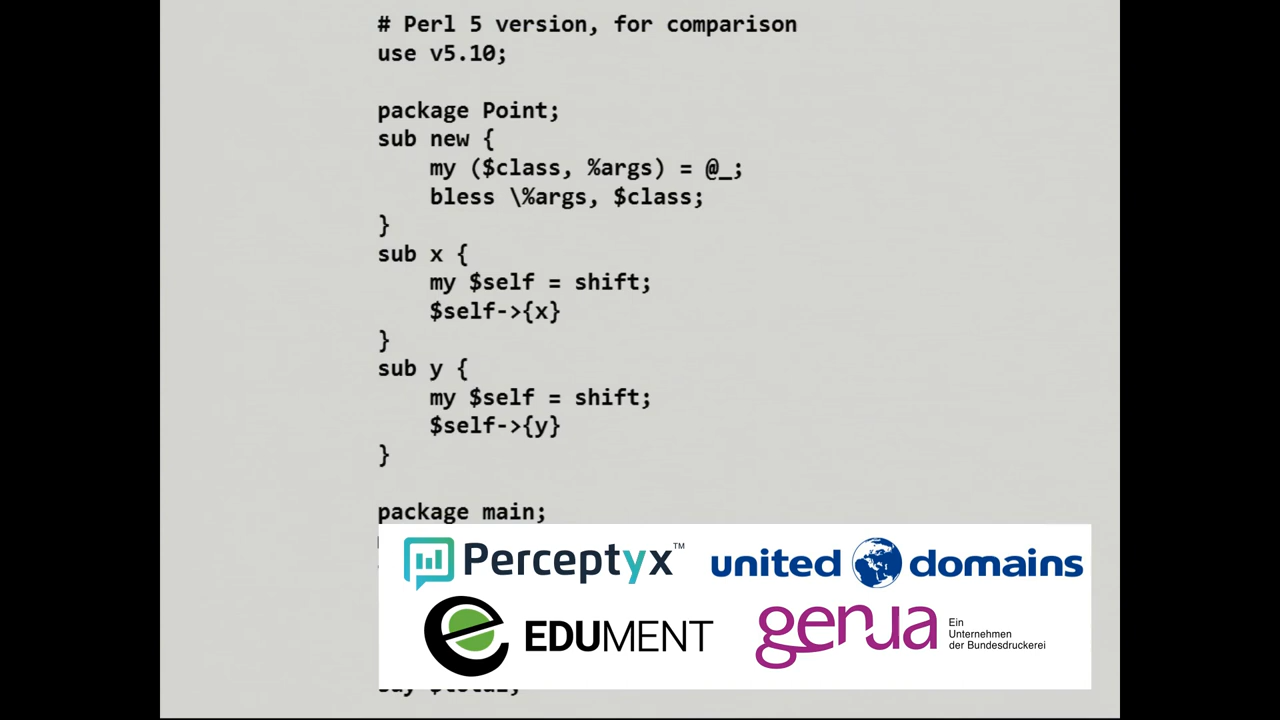 # Perl 5 version, for comparison
use v5.10;
package Point;
sub new {
    my ($class, %args) = @_;
    bless \%args, $class;
}
sub x {
    my $self = shift;
    $self->{x}
}
sub y {
    my $self = shift;
    $self->{y}
}
package main;
Perceptyx™
united domains
EDUMENT
genua
Ein
Unternehmen
der Bundesdruckerei